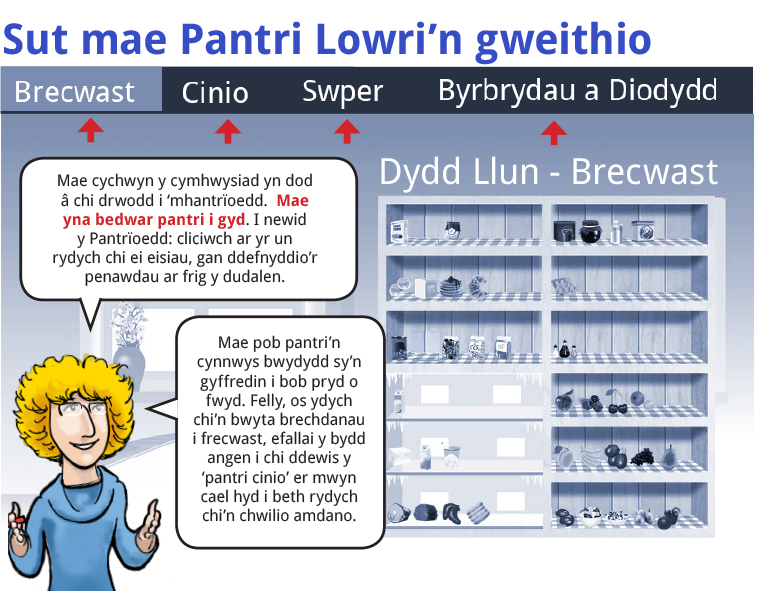 Sut mae Pantri Lowri’n gweithio
Brecwast Cinio Swper Byrbrydau a Diodydd
Dydd Llun - Brecwast
Mae cychwyn y cymhwysiad yn dod
â chi drwodd i ‘mhantrïoedd. Mae
yna bedwar pantri i gyd. I newid
y Pantrïoedd: cliciwch ar yr un
rydych chi ei eisiau, gan ddefnyddio’r
penawdau ar frig y dudalen.
Mae pob pantri’n
cynnwys bwydydd sy’n
gyffredin i bob pryd o
fwyd. Felly, os ydych
chi’n bwyta brechdanau
i frecwast, efallai y bydd
angen i chi ddewis y
‘pantri cinio’ er mwyn
cael hyd i beth rydych
chi’n chwilio amdano.